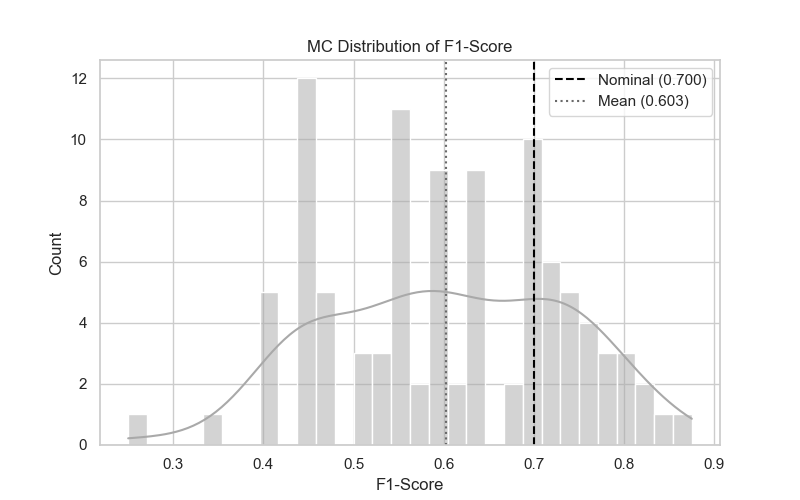 MC Distribution of F1-Score
Nominal (0.700)
Mean (0.603)
Count
12
10
8
6
4
2
0
0.3 0.4 0.5 0.6 0.7 0.8 0.9
F1-Score